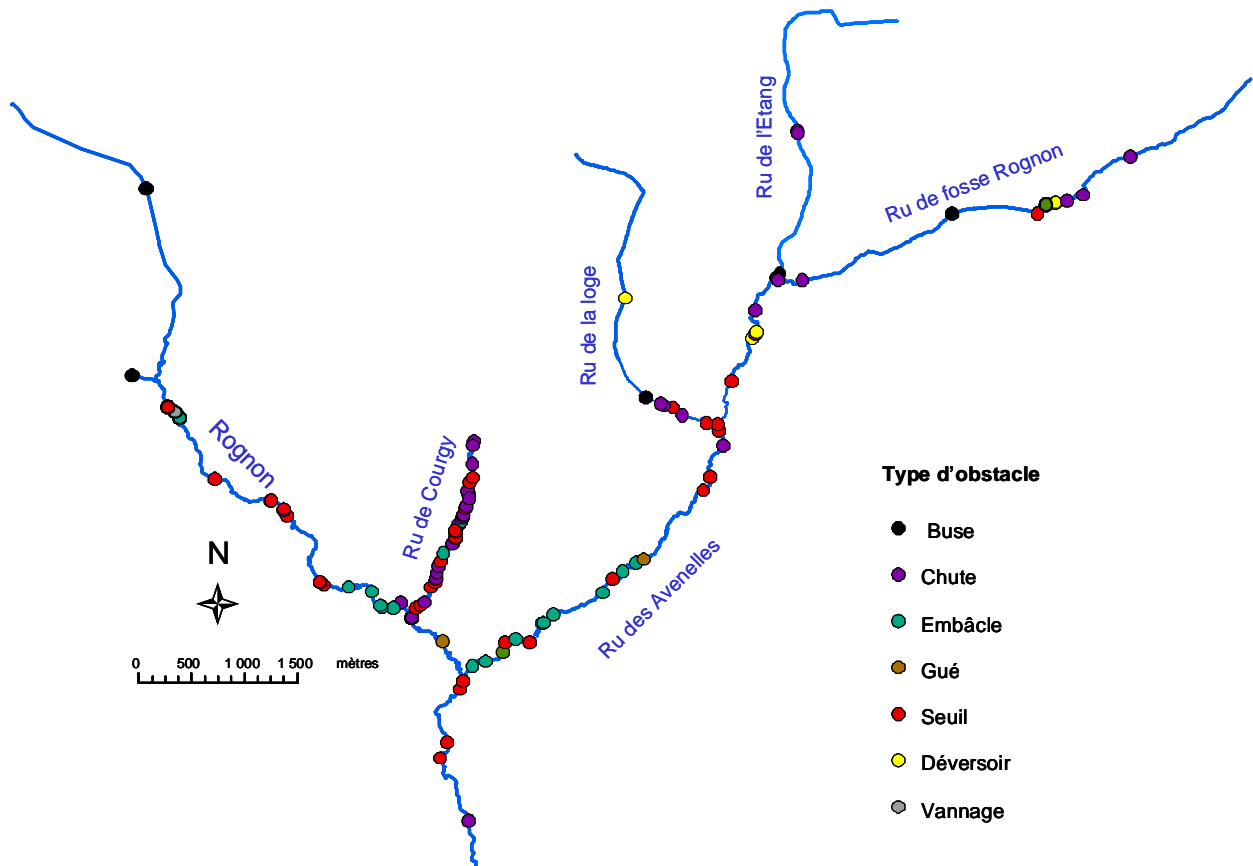 Ru de l'Etang
Ru de fosse Rognon
Ru de la loge
Rognon
Ru de Courgy
Ru des Avenelles
N
0 500 1 000 1 500 mètres
Type d'obstacle
Buse
Chute
Embâcle
Gué
Seuil
Déversoir
Vannage